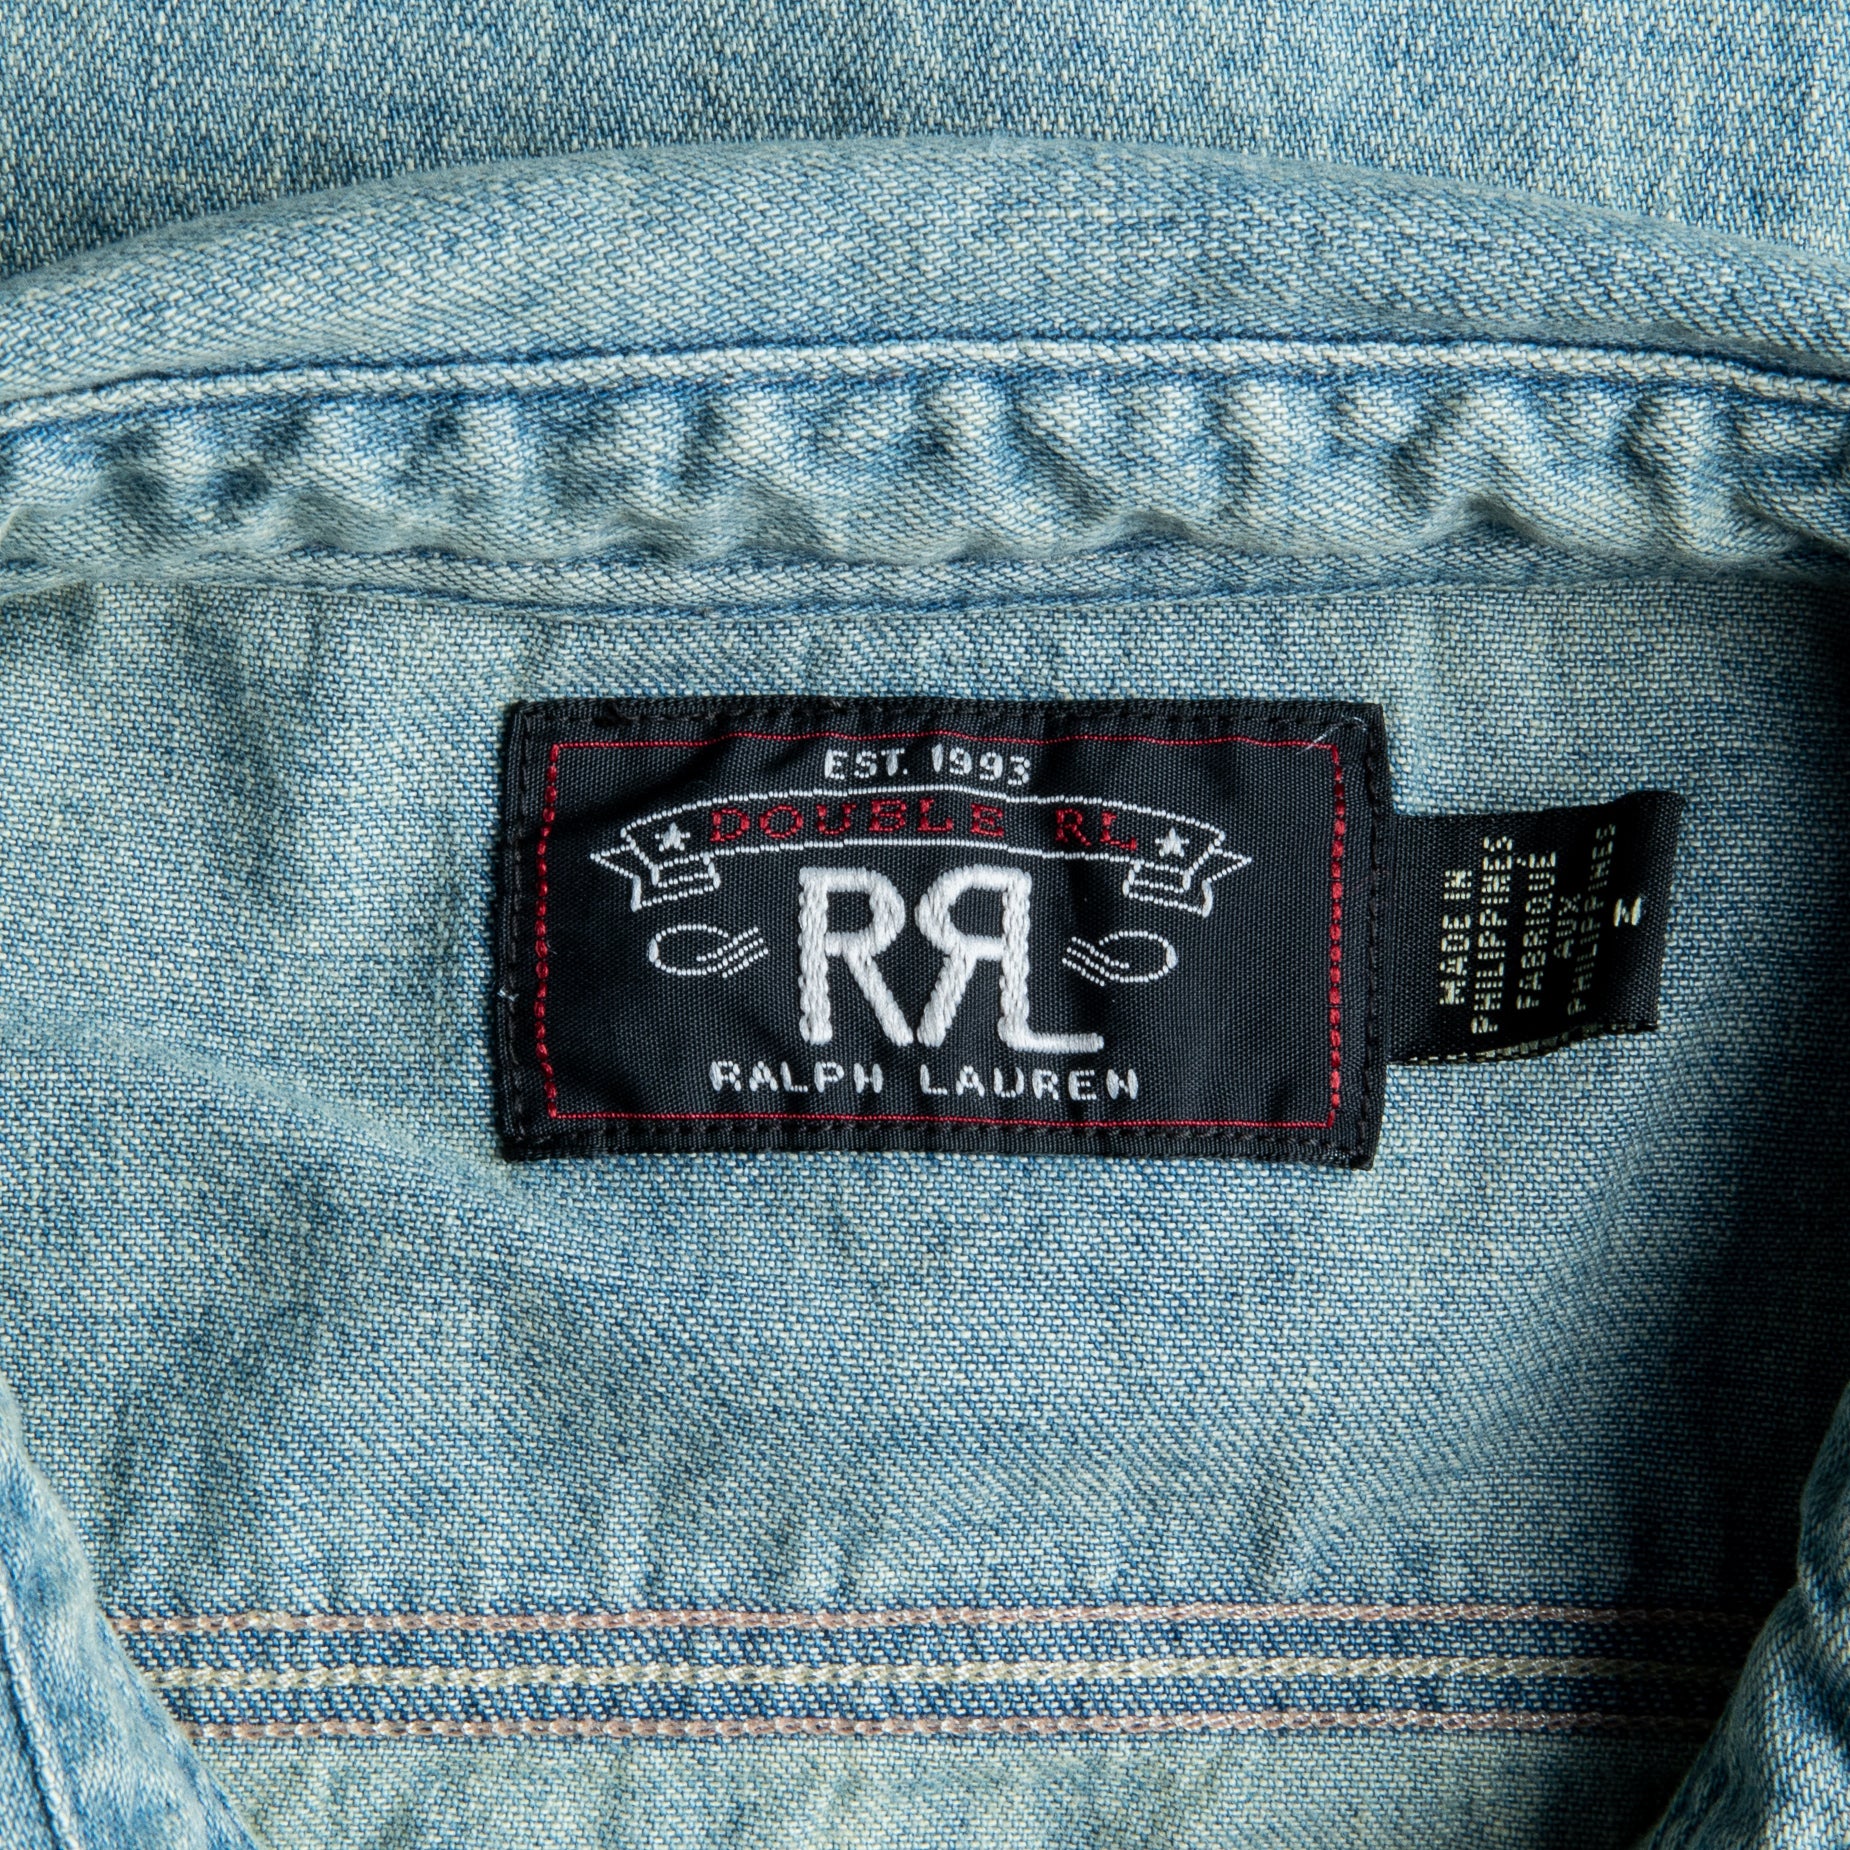 EST. 1993
DOUBLE RL
RRL
RALPH LAUREN
MADE IN
PHILIPPINES
FABRIQUÉ
AUX
PHILIPPINES
M